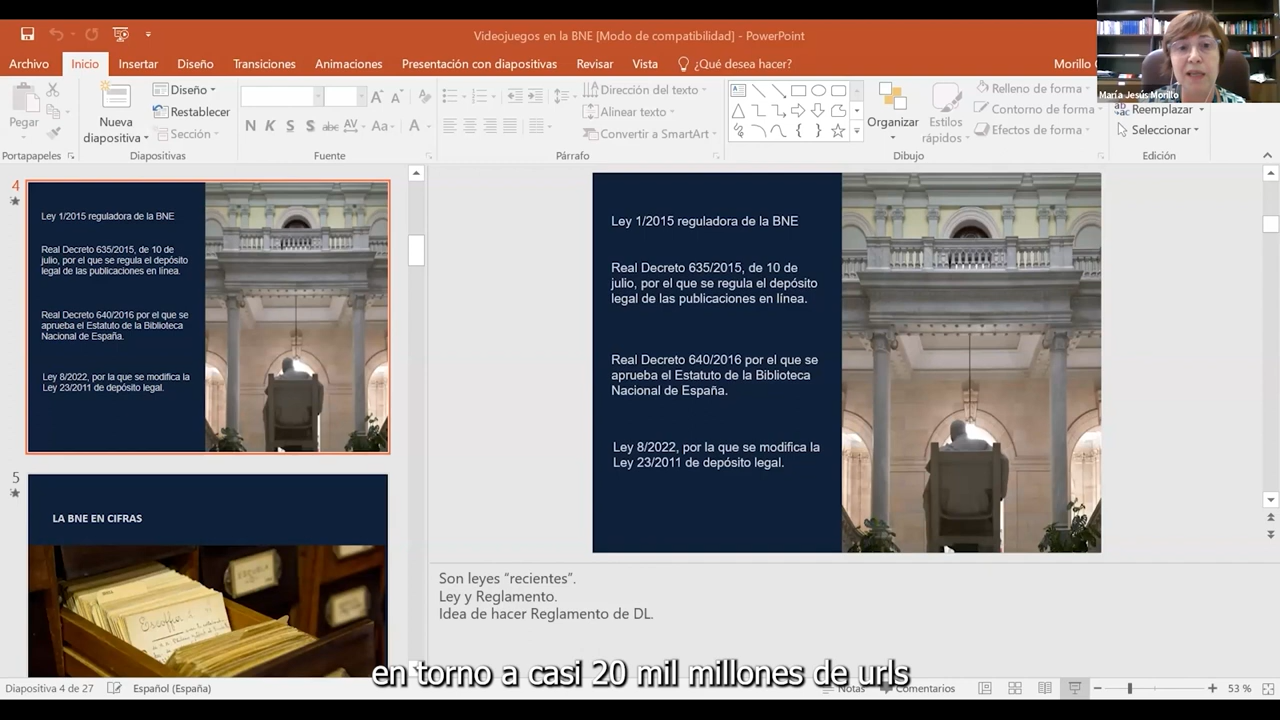 Videojuegos en la BNE [Modo de compatibilidad] - PowerPoint
Archivo Inicio Insertar Diseño Transiciones Animaciones Presentación con diapositivas Revisar Vista ¿Qué desea hacer? Morillo
María Jesús Morillo
Pegar
Nueva
diapositiva
Diseño
Restablecer
Sección
N K S S abc AV Aa A
Dirección del texto
Alinear texto
Convertir a SmartArt
Organizar
Estilos
rápidos
Relleno de forma
Contorno de forma
Efectos de forma
Reemplazar
Seleccionar
Portapapeles Diapositivas Fuente Párrafo Dibujo Edición
4
Ley 1/2015 reguladora de la BNE
Real Decreto 635/2015, de 10 de
julio, por el que se regula el depósito
legal de las publicaciones en línea.
Real Decreto 640/2016 por el que se
aprueba el Estatuto de la Biblioteca
Nacional de España.
Ley 8/2022, por la que se modifica la
Ley 23/2011 de depósito legal.
5
LA BNE EN CIFRAS
Ley 1/2015 reguladora de la BNE
Real Decreto 635/2015, de 10 de
julio, por el que se regula el depósito
legal de las publicaciones en línea.
Real Decreto 640/2016 por el que se
aprueba el Estatuto de la Biblioteca
Nacional de España.
Ley 8/2022, por la que se modifica la
Ley 23/2011 de depósito legal.
Son leyes “recientes”.
Ley y Reglamento.
Idea de hacer Reglamento de DL.
en torno a casi 20 mil millones de urls
Diapositiva 4 de 27 Español (España) Notas Comentarios 53 %